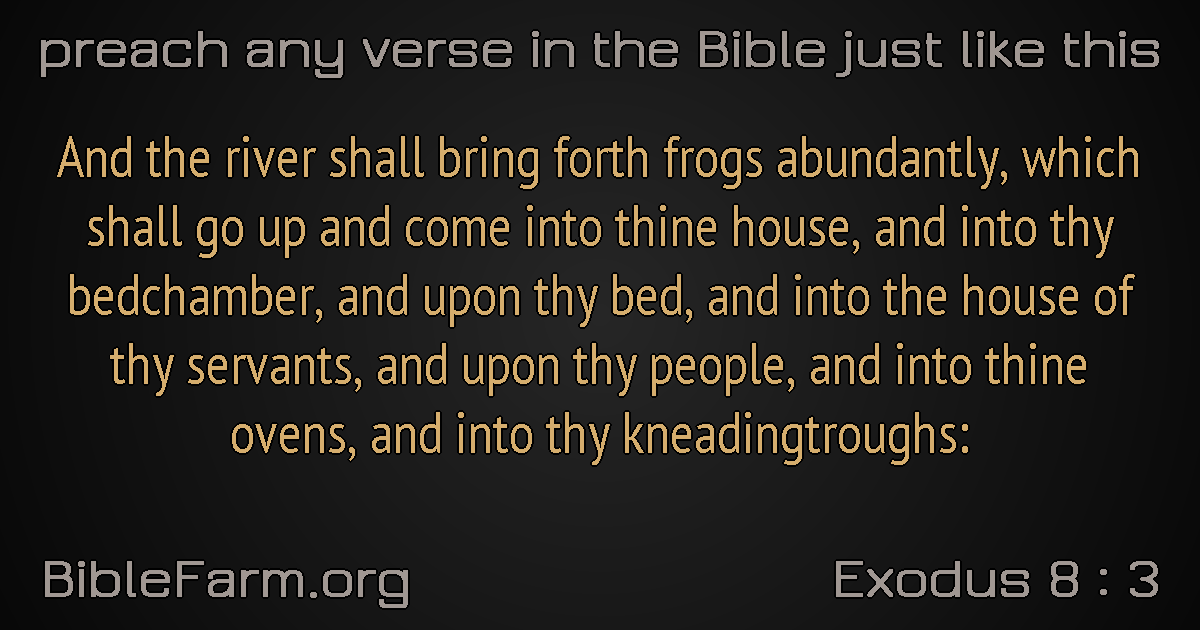 preach any verse in the Bible just like this
And the river shall bring forth frogs abundantly, which
shall go up and come into thine house, and into thy
bedchamber, and upon thy bed, and into the house of
thy servants, and upon thy people, and into thine
ovens, and into thy kneadingtroughs:
BibleFarm.org
Exodus 8 : 3